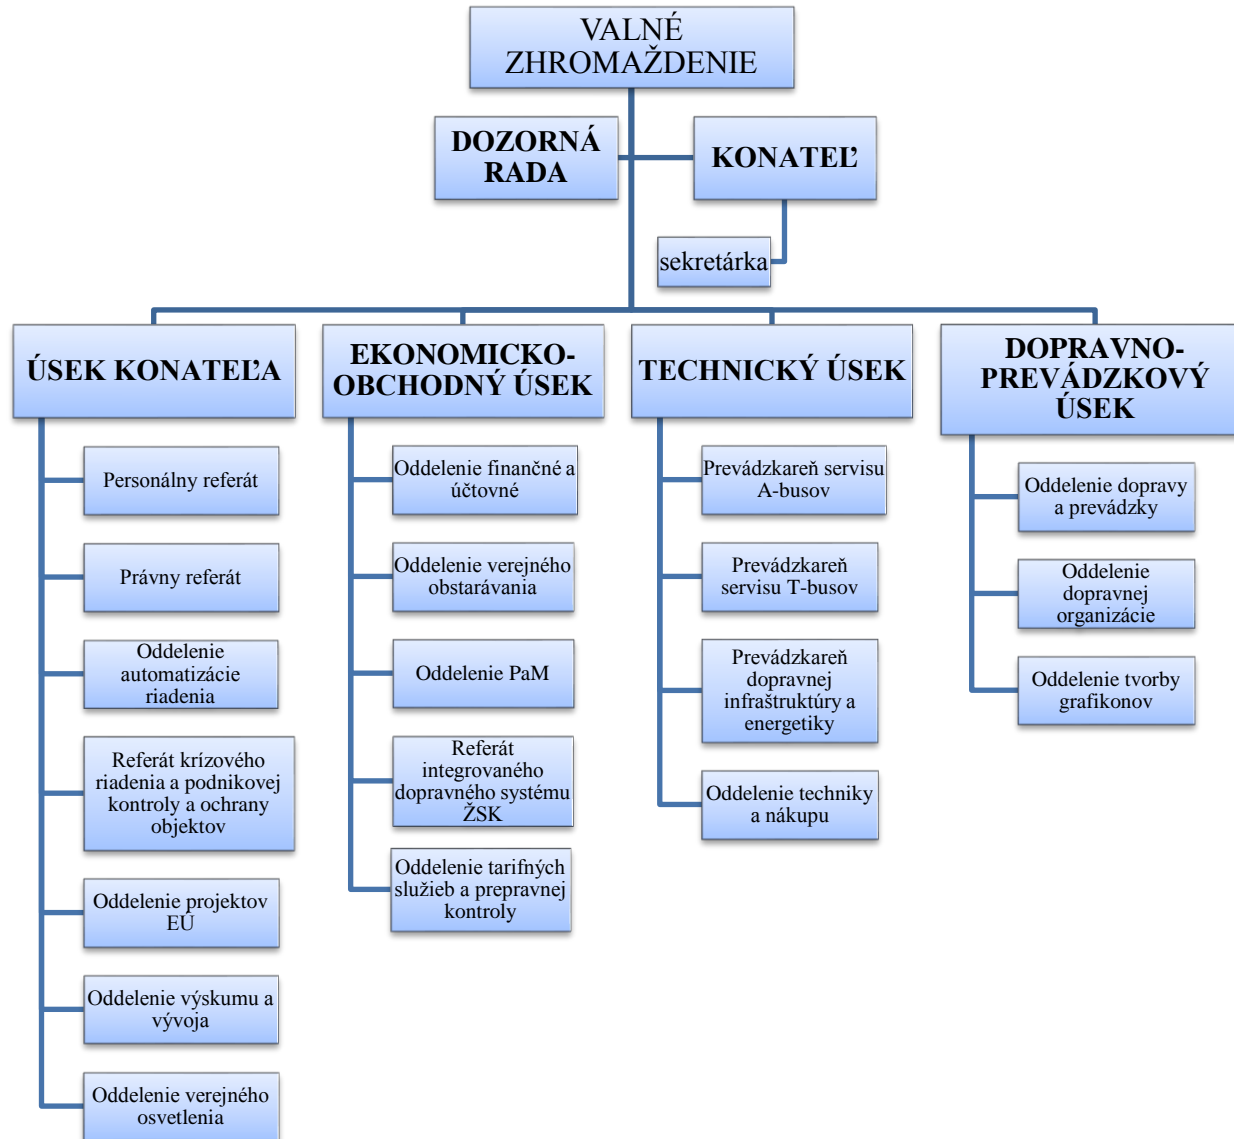 VALNÉ
ZHROMAŽDENIE
DOZORNÁ
RADA
KONATEĽ
sekretárka
ÚSEK KONATEĽA
Personálny referát
Právny referát
Oddelenie
automatizácie
riadenia
Referát krízového
riadenia a podnikovej
kontroly a ochrany
objektov
Oddelenie projektov
EÚ
Oddelenie výskumu a
vývoja
Oddelenie verejného
osvetlenia
EKONOMICKO-
OBCHODNÝ ÚSEK
Oddelenie finančné a
účtovné
Oddelenie verejného
obstarávania
Oddelenie PaM
Referát
integrovaného
dopravného systému
ŽSK
Oddelenie tarifných
služieb a prepravnej
kontroly
TECHNICKÝ ÚSEK
Prevádzkareň servisu
A-busov
Prevádzkareň
servisu T-busov
Prevádzkareň
dopravnej
infraštruktúry a
energetiky
Oddelenie techniky
a nákupu
DOPRAVNO-
PREVÁDZKOVÝ
ÚSEK
Oddelenie dopravy
a prevádzky
Oddelenie
dopravnej
organizácie
Oddelenie tvorby
grafikonov